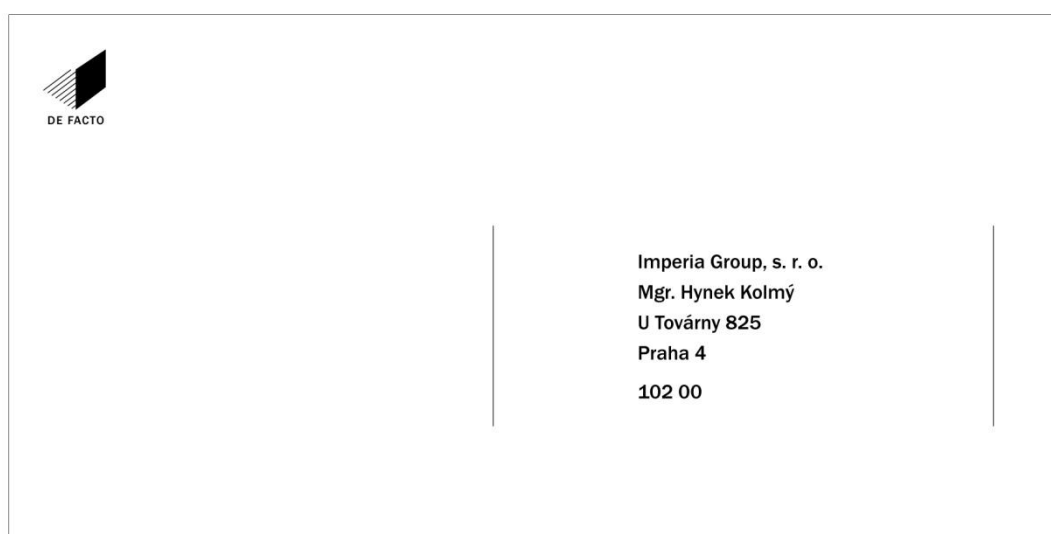 DE FACTO
Imperia Group, s. r. o.
Mgr. Hynek Kolmý
U Továrny 825
Praha 4
102 00